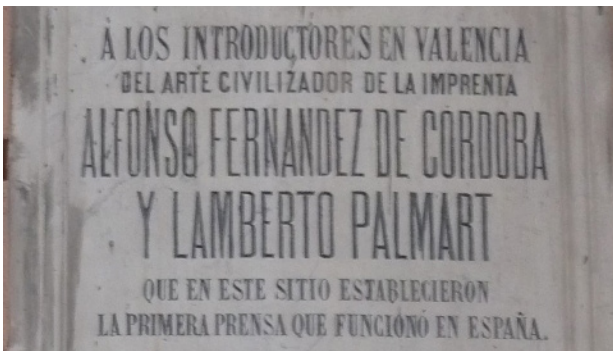 Á LOS INTRODUCTORES EN VALENCIA
DEL ARTE CIVILIZADOR DE LA IMPRENTA
ALFONSO FERNANDEZ DE CORDOBA
Y LAMBERTO PALMART
QUE EN ESTE SITIO ESTABLECIERON
LA PRIMERA PRENSA QUE FUNCIONÓ EN ESPAÑA.